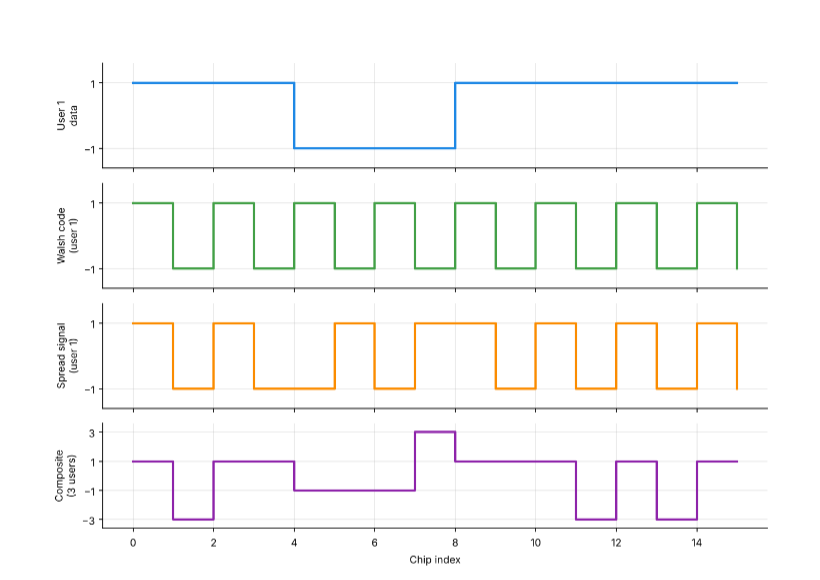 User 1
data
1
−1
Walsh code
(user 1)
1
−1
Spread signal
(user 1)
1
−1
Composite
(3 users)
3
1
−1
−3
0 2 4 6 8 10 12 14
Chip index